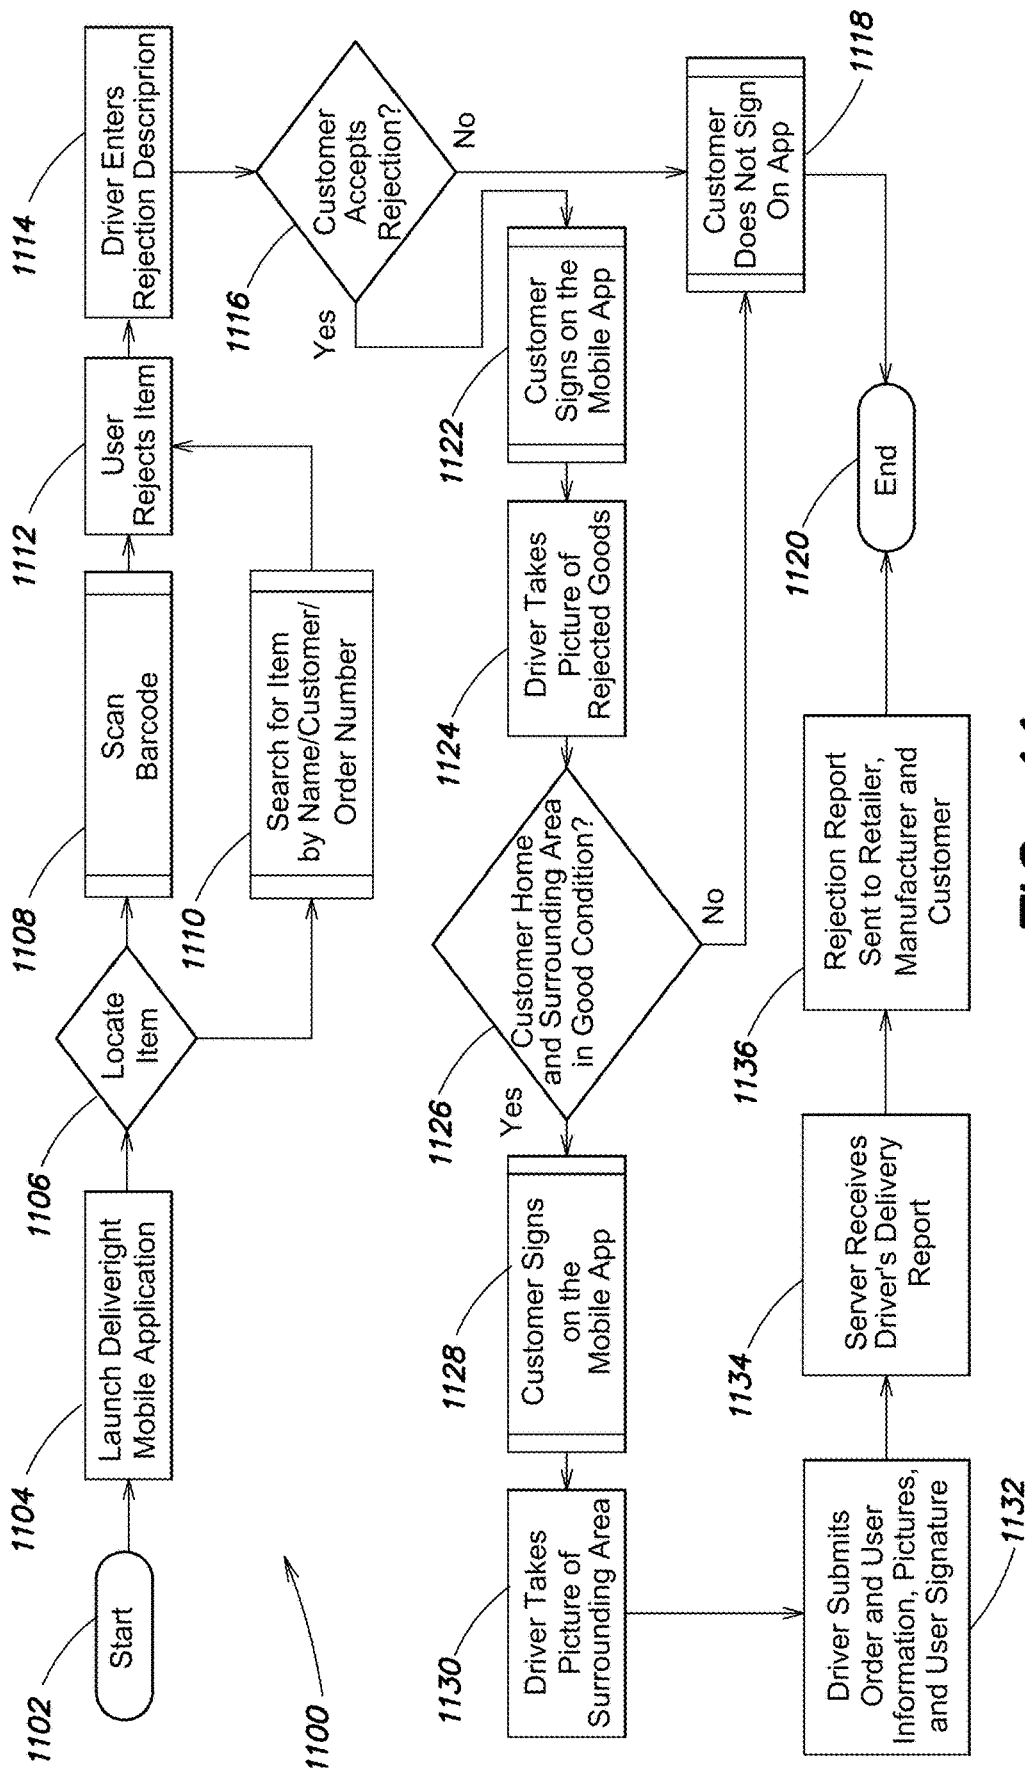 1102
Start
1104
Launch Deliveright
Mobile Application
1106
Locate
Item
1108
Scan
Barcode
1110
Search for Item
by Name/Customer/
Order Number
1112
User
Rejects Item
1114
Driver Enters
Rejection Descriprion
1116
Customer
Accepts
Rejection?
Yes
No
1118
Customer
Does Not Sign
On App
1120
End
1122
Customer
Signs on the
Mobile App
1124
Driver Takes
Picture of
Rejected Goods
1126
Customer Home
and Surrounding Area
in Good Condition?
Yes
No
1128
Customer Signs
on the
Mobile App
1130
Driver Takes
Picture of
Surrounding Area
1132
Driver Submits
Order and User
Information, Pictures,
and User Signature
1134
Server Receives
Driver's Delivery
Report
1136
Rejection Report
Sent to Retailer,
Manufacturer and
Customer
1100